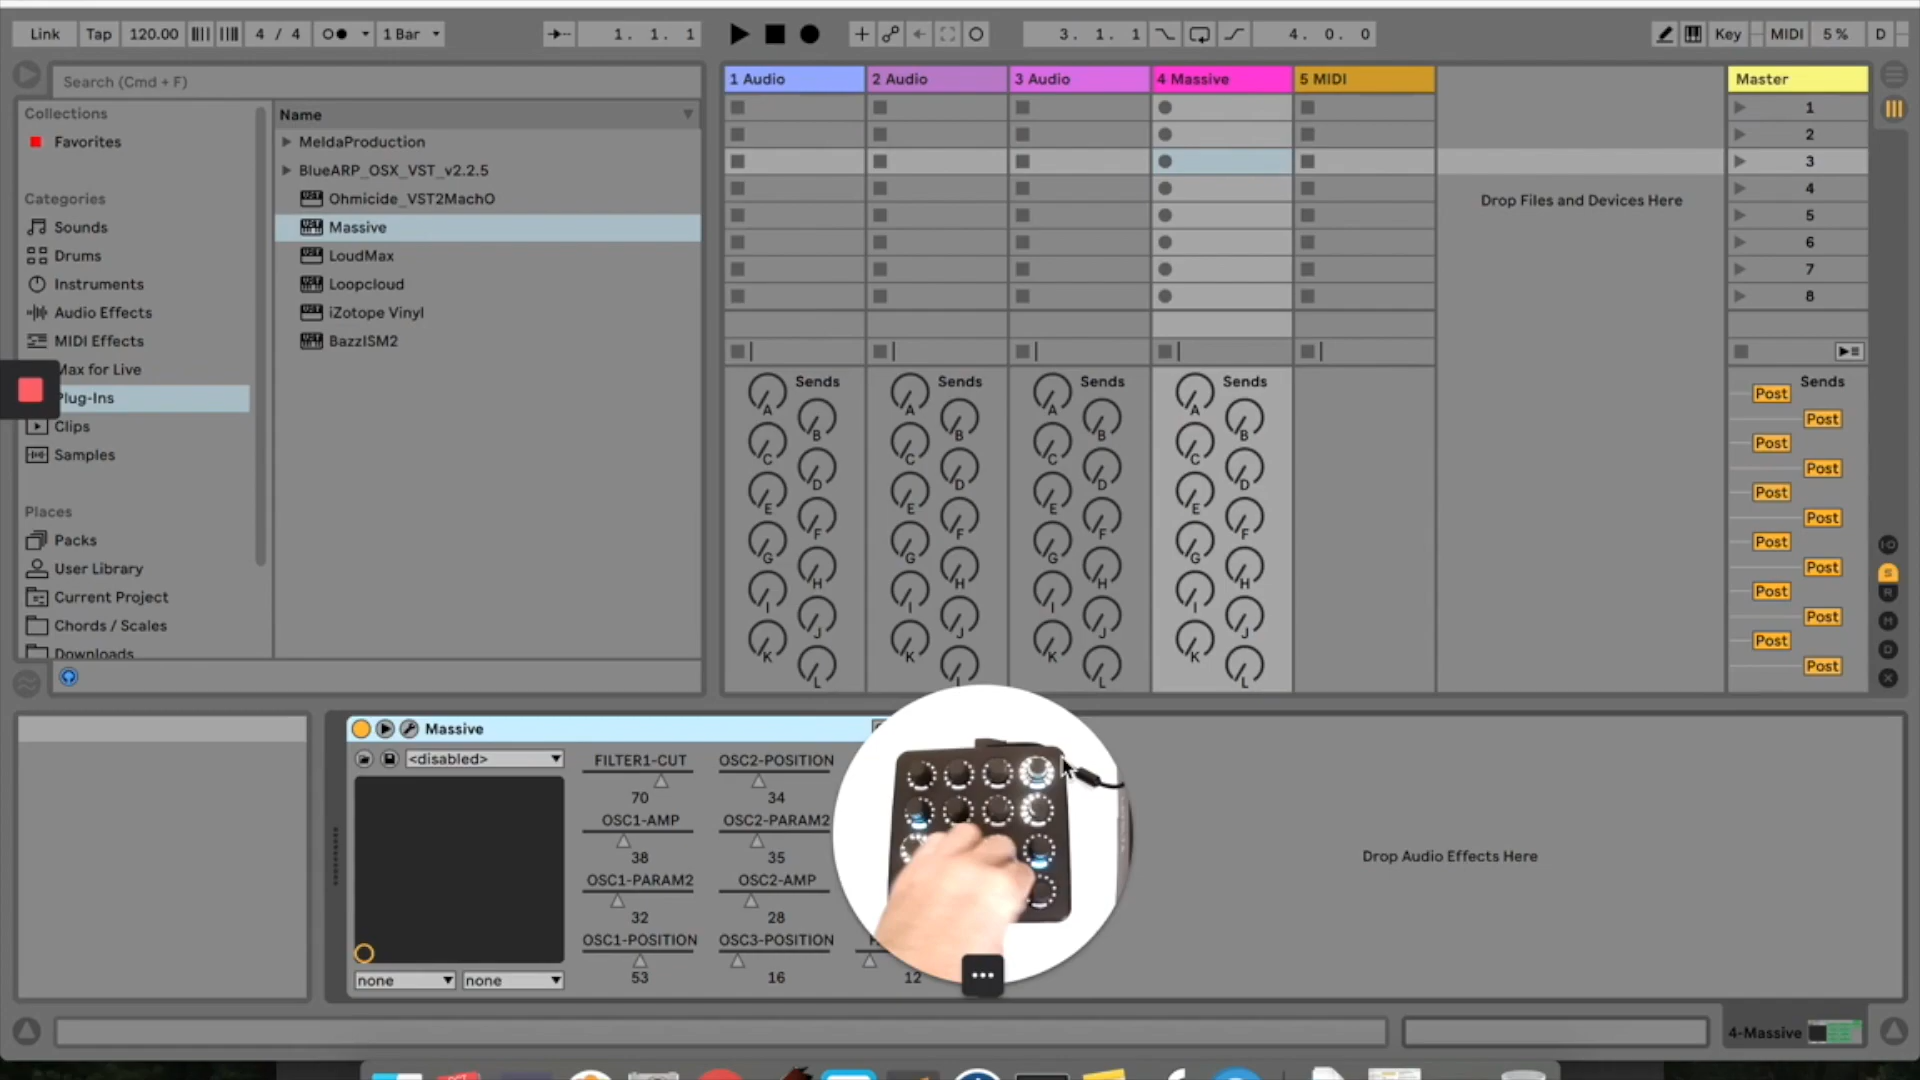 Link Tap 120.00 4 / 4 1 Bar 1. 1. 1 3. 1. 1 4. 0. 0 Key MIDI 5 % D
Search (Cmd + F)
1 Audio 2 Audio 3 Audio 4 Massive 5 MIDI Master
Collections
Favorites
Categories
Sounds
Drums
Instruments
Audio Effects
MIDI Effects
Max for Live
Plug-Ins
Clips
Samples
Places
Packs
User Library
Current Project
Chords / Scales
Downloads
Name
MeldaProduction
BlueARP_OSX_VST_v2.2.5
Ohmicide_VST2MachO
Massive
LoudMax
Loopcloud
iZotope Vinyl
BazzISM2
1
2
3
4
5
6
7
8
Drop Files and Devices Here
Sends Sends Sends Sends Sends
A A A A Post
B B B B Post
C C C C Post
D D D D Post
E E E E Post
F F F F Post
G G G G Post
H H H H Post
I I I I Post
J J J J Post
K K K K Post
L L L L Post
I·O
S
R
M
D
X
Massive
<disabled>
none none
FILTER1-CUT OSC2-POSITION
70 34
OSC1-AMP OSC2-PARAM2
38 35
OSC1-PARAM2 OSC2-AMP
32 28
OSC1-POSITION OSC3-POSITION
53 16 12
Drop Audio Effects Here
4-Massive